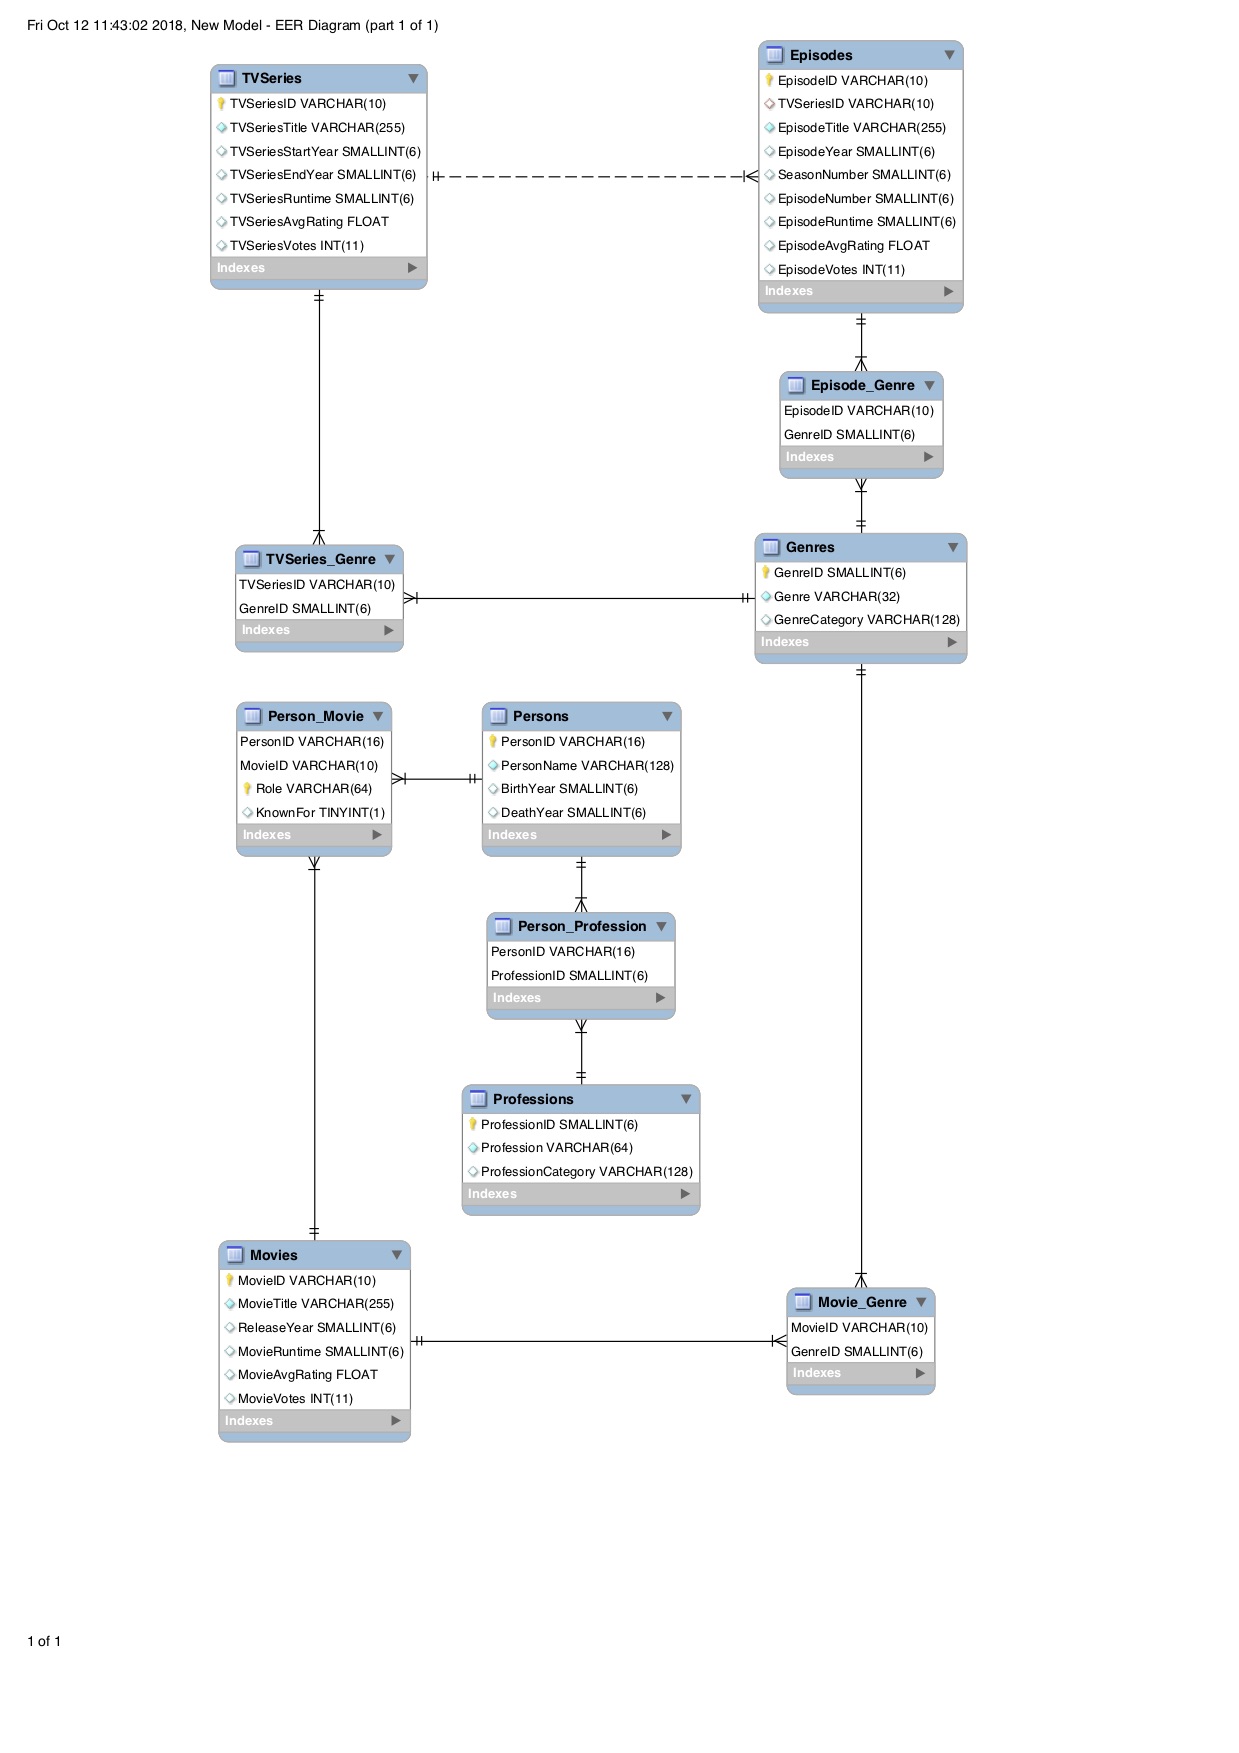 Fri Oct 12 11:43:02 2018, New Model - EER Diagram (part 1 of 1)
TVSeries
TVSeriesID VARCHAR(10)
TVSeriesTitle VARCHAR(255)
TVSeriesStartYear SMALLINT(6)
TVSeriesEndYear SMALLINT(6)
TVSeriesRuntime SMALLINT(6)
TVSeriesAvgRating FLOAT
TVSeriesVotes INT(11)
Indexes
Episodes
EpisodeID VARCHAR(10)
TVSeriesID VARCHAR(10)
EpisodeTitle VARCHAR(255)
EpisodeYear SMALLINT(6)
SeasonNumber SMALLINT(6)
EpisodeNumber SMALLINT(6)
EpisodeRuntime SMALLINT(6)
EpisodeAvgRating FLOAT
EpisodeVotes INT(11)
Indexes
Episode_Genre
EpisodeID VARCHAR(10)
GenreID SMALLINT(6)
Indexes
TVSeries_Genre
TVSeriesID VARCHAR(10)
GenreID SMALLINT(6)
Indexes
Genres
GenreID SMALLINT(6)
Genre VARCHAR(32)
GenreCategory VARCHAR(128)
Indexes
Person_Movie
PersonID VARCHAR(16)
MovieID VARCHAR(10)
Role VARCHAR(64)
KnownFor TINYINT(1)
Indexes
Persons
PersonID VARCHAR(16)
PersonName VARCHAR(128)
BirthYear SMALLINT(6)
DeathYear SMALLINT(6)
Indexes
Person_Profession
PersonID VARCHAR(16)
ProfessionID SMALLINT(6)
Indexes
Professions
ProfessionID SMALLINT(6)
Profession VARCHAR(64)
ProfessionCategory VARCHAR(128)
Indexes
Movies
MovieID VARCHAR(10)
MovieTitle VARCHAR(255)
ReleaseYear SMALLINT(6)
MovieRuntime SMALLINT(6)
MovieAvgRating FLOAT
MovieVotes INT(11)
Indexes
Movie_Genre
MovieID VARCHAR(10)
GenreID SMALLINT(6)
Indexes
1 of 1